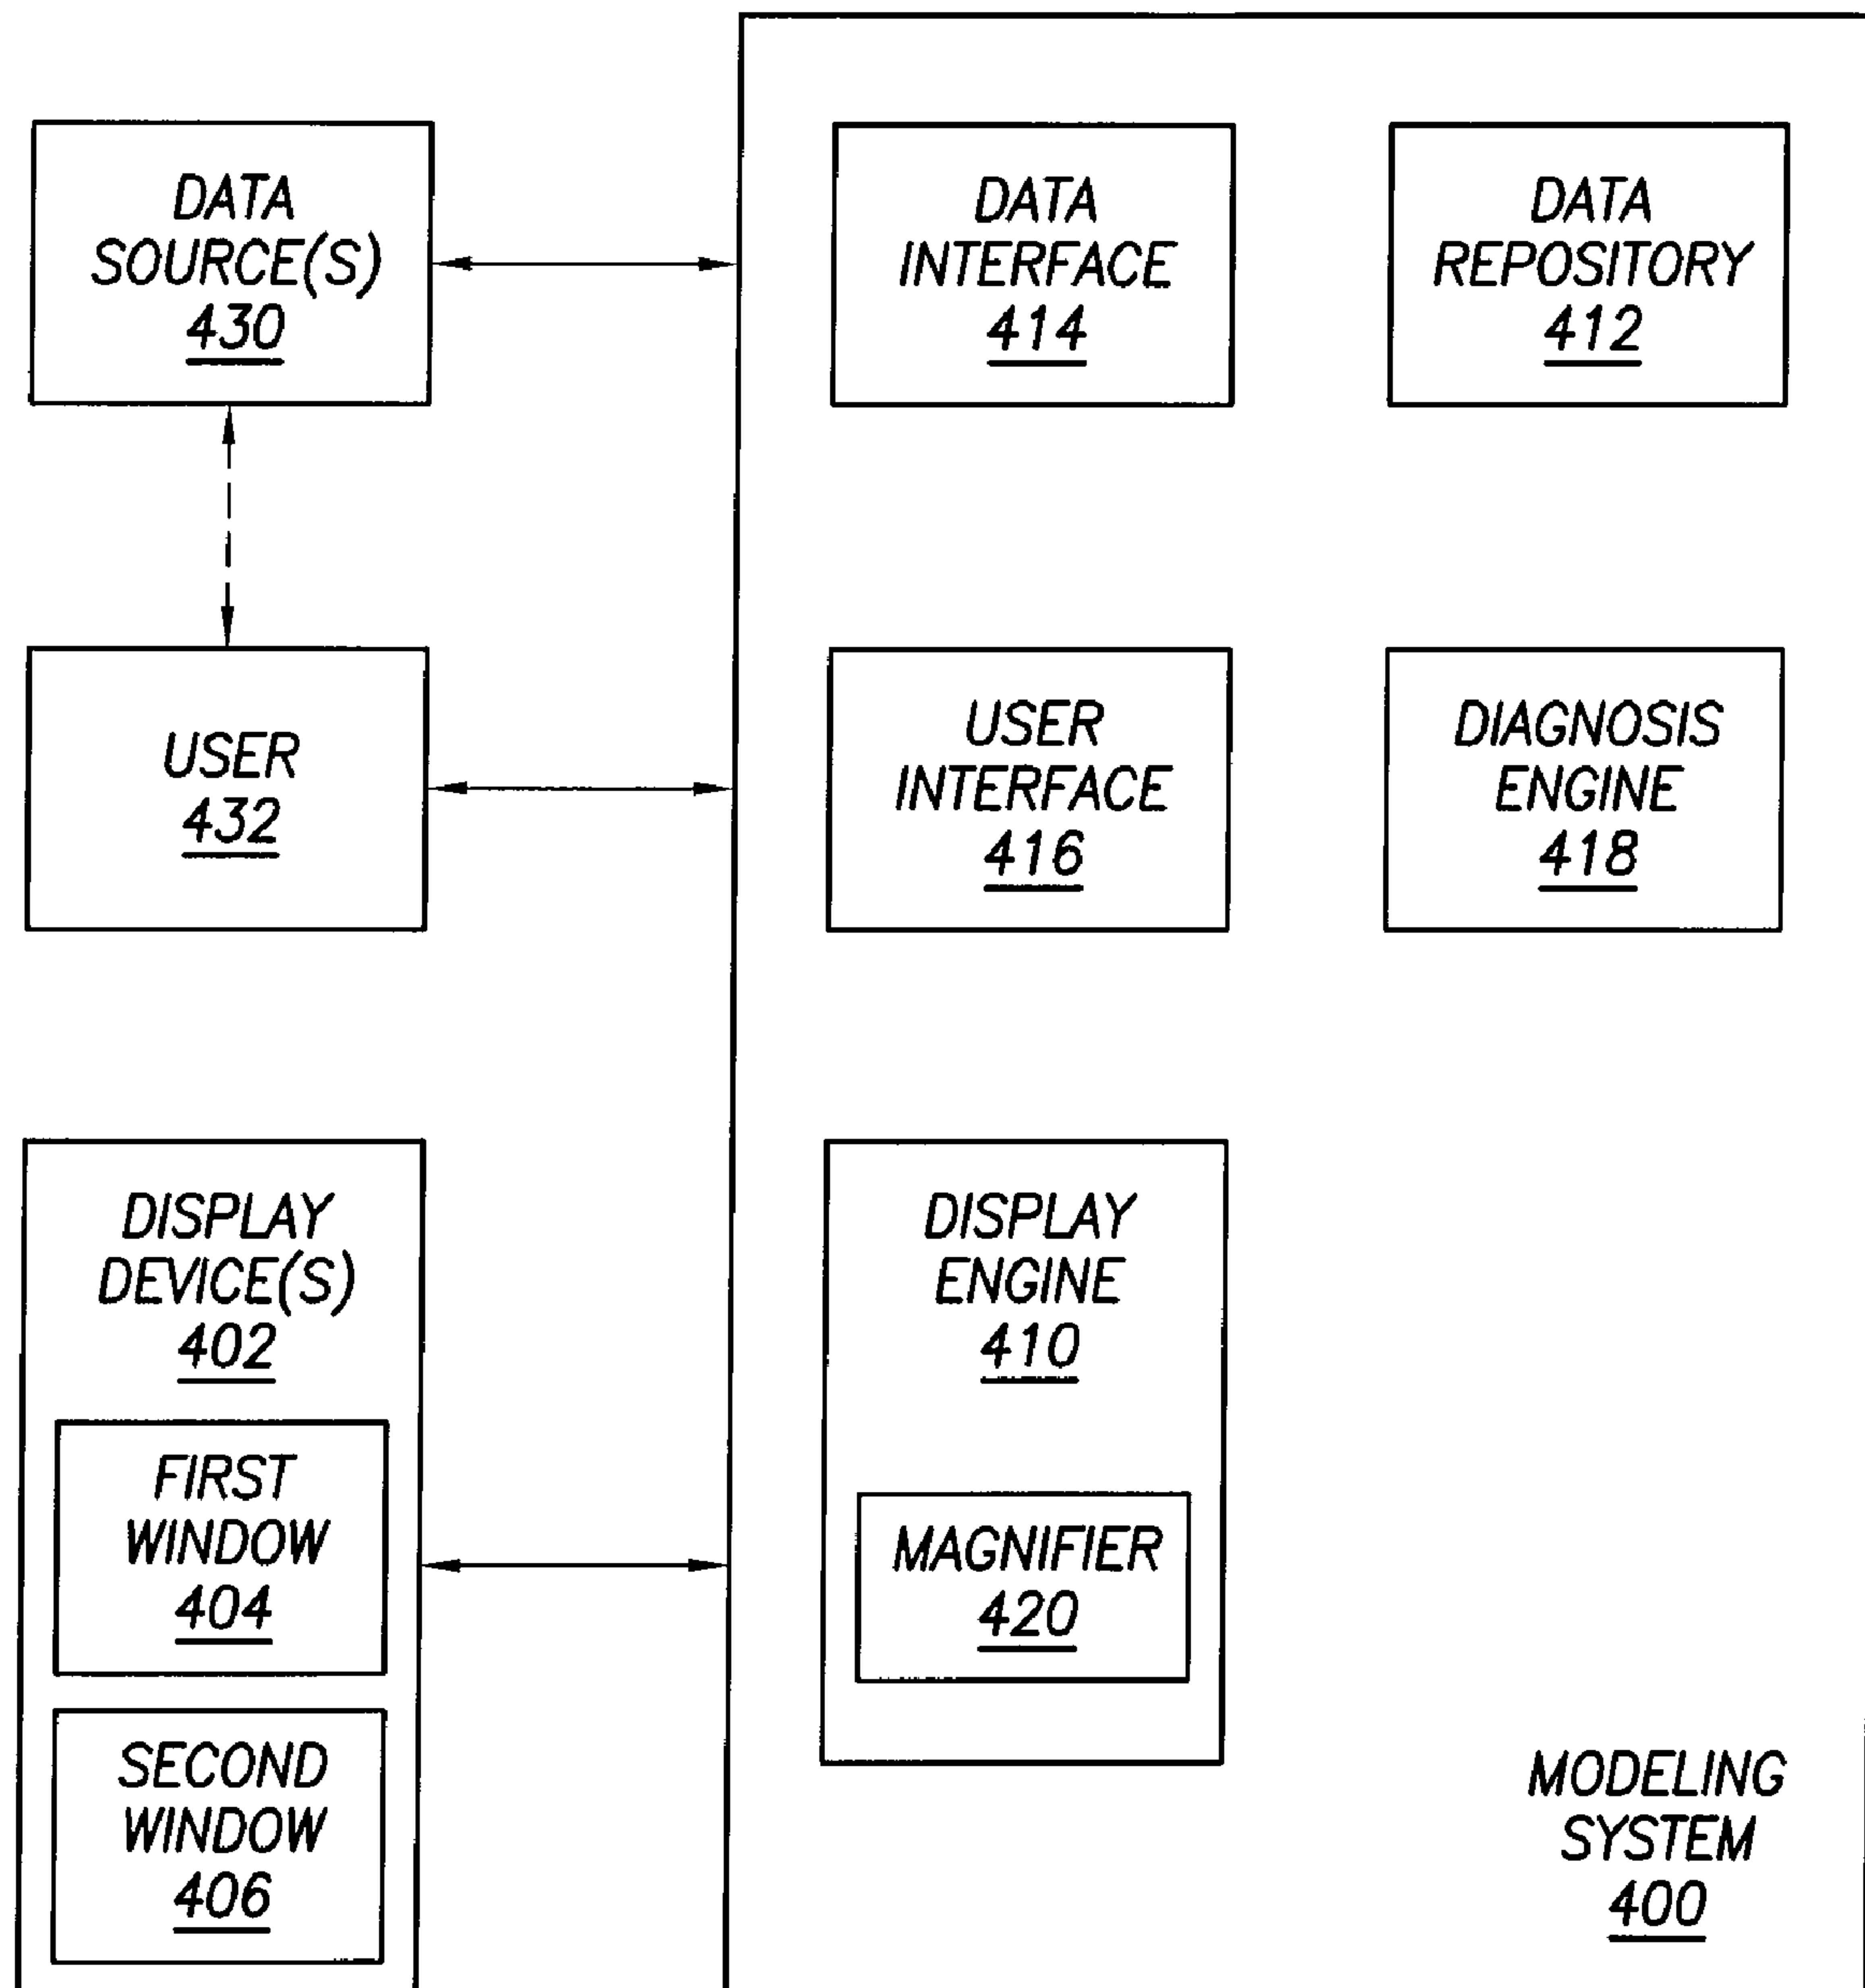 DATA
SOURCE(S)
430
DATA
INTERFACE
414
DATA
REPOSITORY
412
USER
432
USER
INTERFACE
416
DIAGNOSIS
ENGINE
418
DISPLAY
DEVICE(S)
402
FIRST
WINDOW
404
SECOND
WINDOW
406
DISPLAY
ENGINE
410
MAGNIFIER
420
MODELING
SYSTEM
400